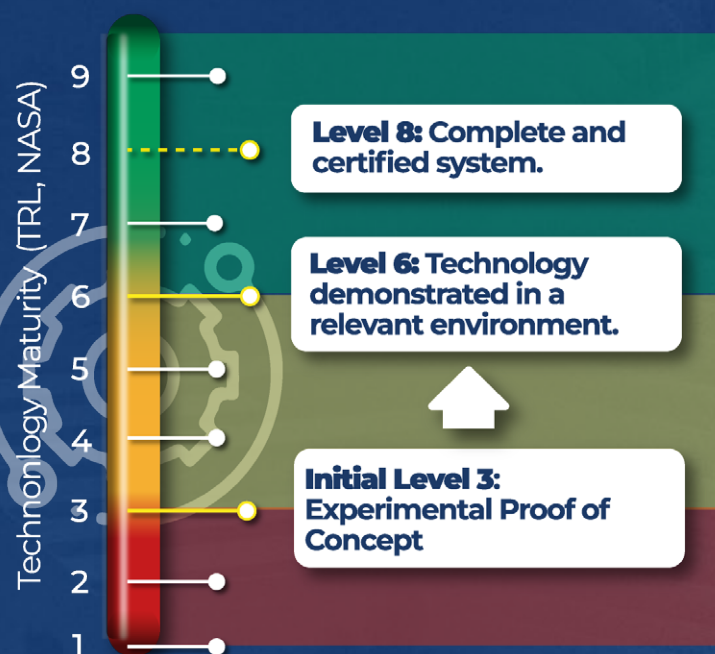 Technonlogy Maturity (TRL, NASA)
9
8
7
6
5
4
3
2
1
Level 8: Complete and
certified system.
Level 6: Technology
demonstrated in a
relevant environment.
Initial Level 3:
Experimental Proof of
Concept